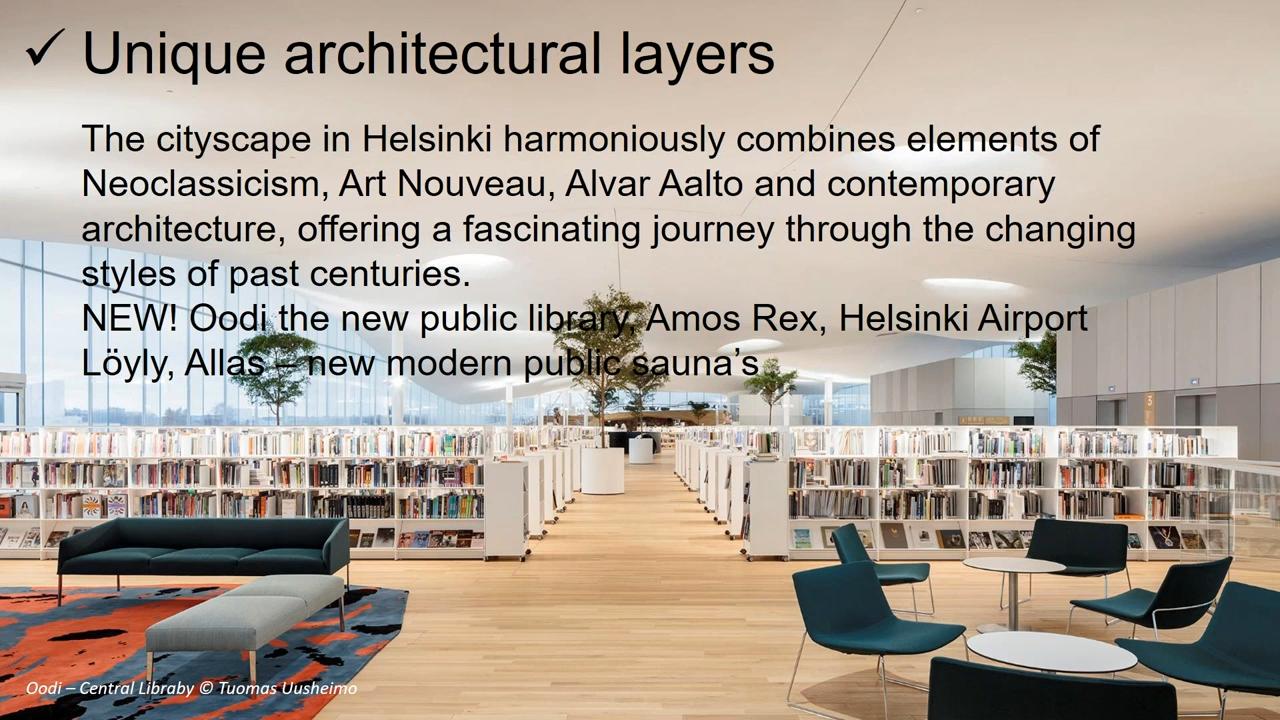 ✓ Unique architectural layers
The cityscape in Helsinki harmoniously combines elements of
Neoclassicism, Art Nouveau, Alvar Aalto and contemporary
architecture, offering a fascinating journey through the changing
styles of past centuries.
NEW! Oodi the new public library, Amos Rex, Helsinki Airport
Löyly, Allas – new modern public sauna’s
3
Oodi – Central Libraby © Tuomas Uusheimo